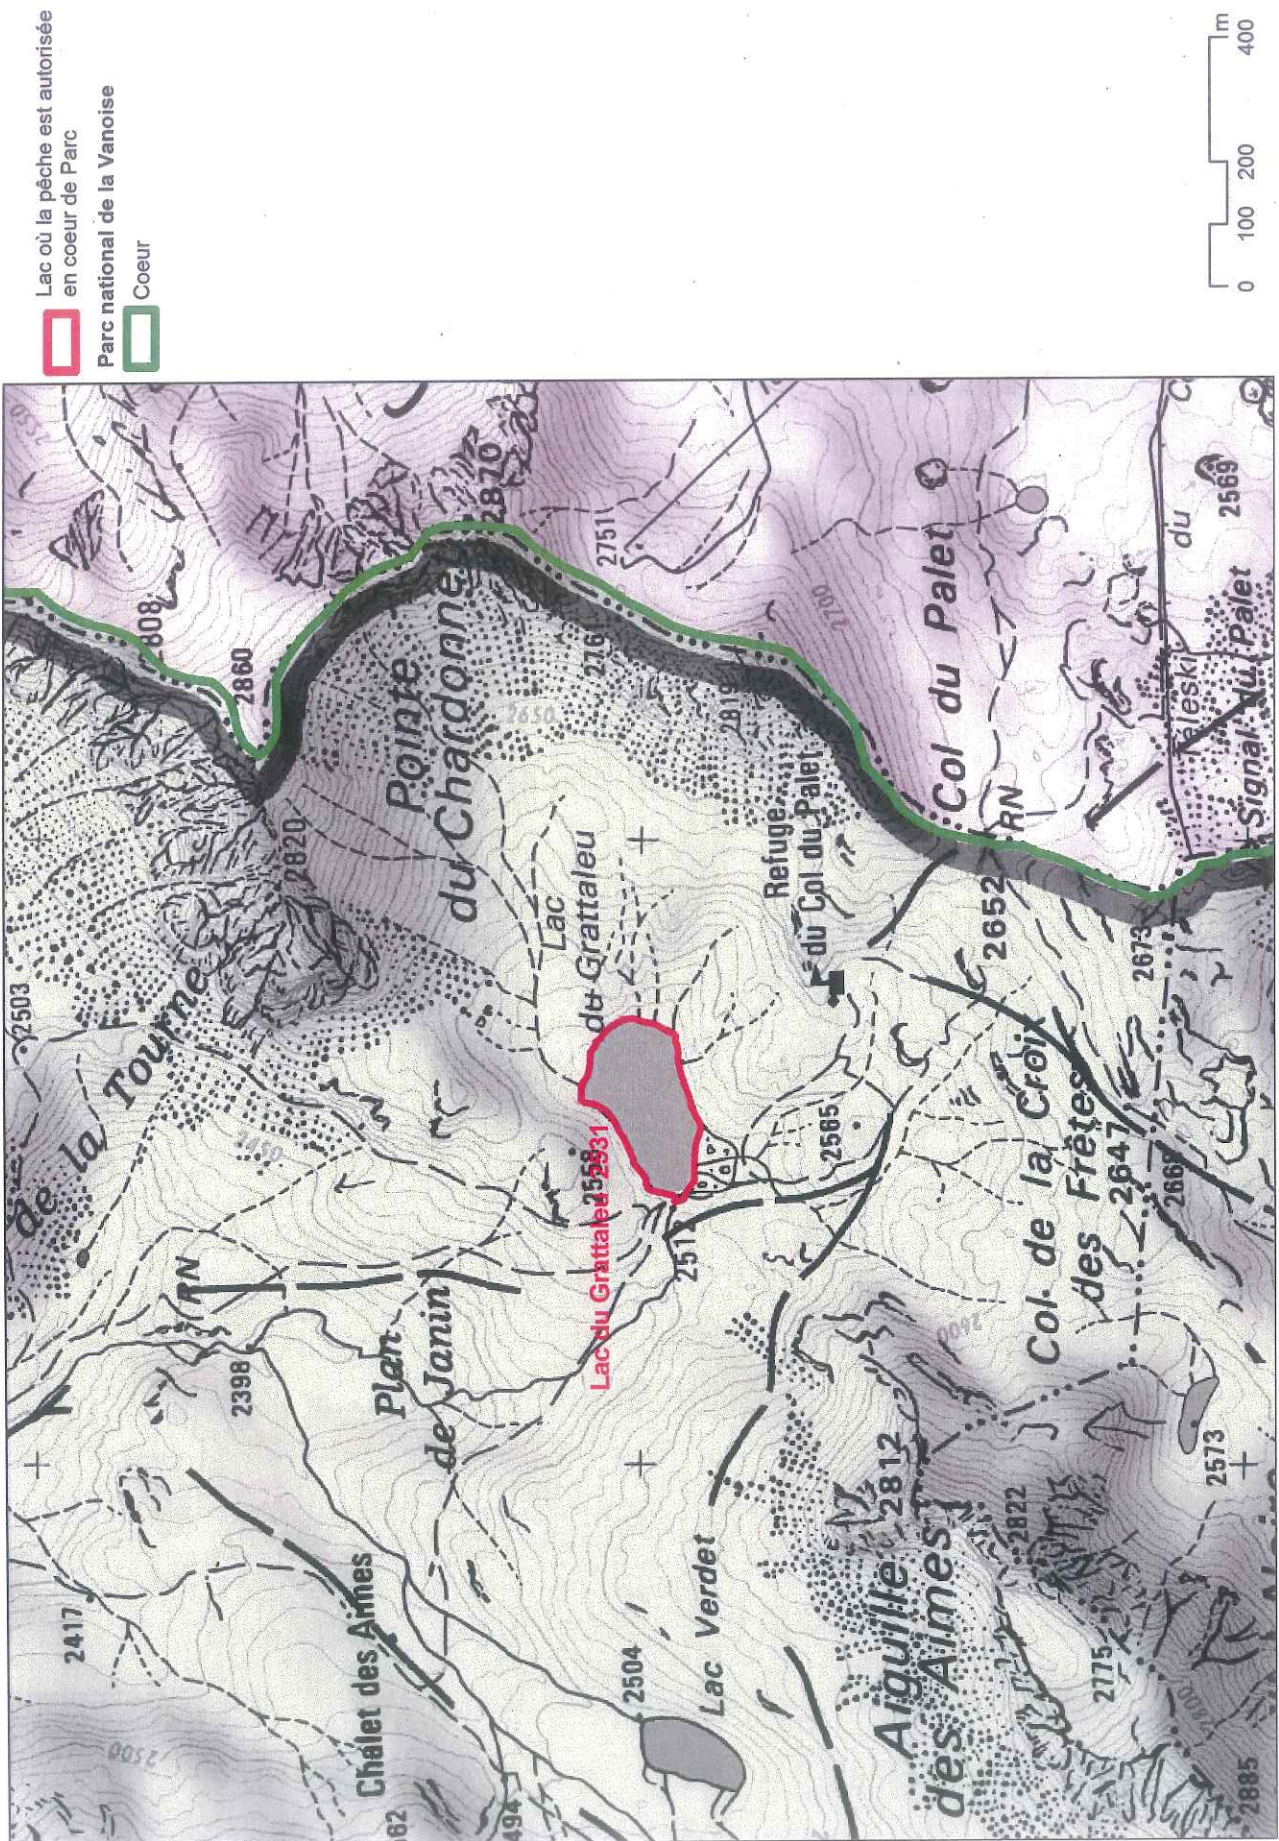 Lac où la pêche est autorisée
en coeur de Parc
Parc national de la Vanoise
Coeur
0 100 200 400
m
2503
de la
Tourne
2820
2860
2808
2810
Pointe
du Chardonnet
2650
2761
2751
2819
2700
Lac
du Grattaleu
Lac du Grattaleu 2531
2558
2585
Refuge
du Col du Palet
Col du Palet
RN
2652
2673
du
Signal du Palet
2569
Col de la Croix
des Frêtes
2647
2600
2573
RN
2398
Plan
de Janin
2417
Chalet des Aimes
2500
2504
Lac Verdet
Aiguille 2812
des Aimes
2822
2775
2885